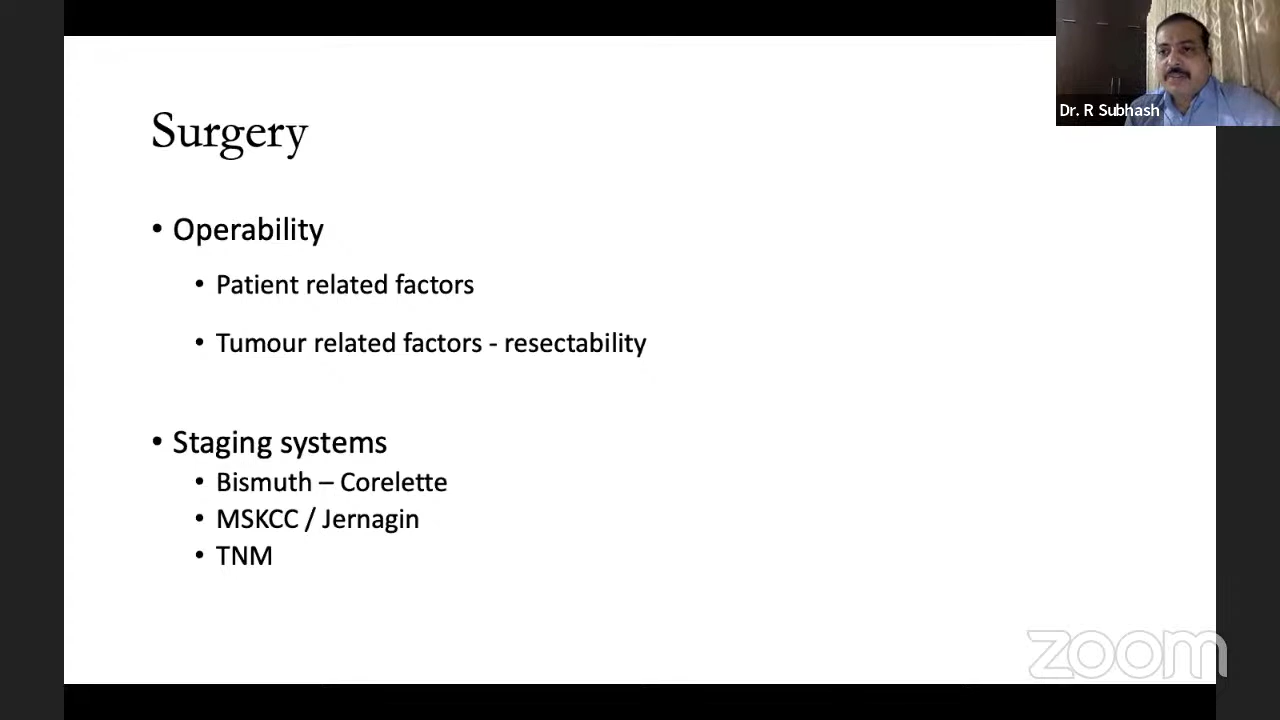 Dr. R Subhash
Surgery
• Operability
• Patient related factors
• Tumour related factors - resectability
• Staging systems
• Bismuth – Corelette
• MSKCC / Jernagin
• TNM
zoom